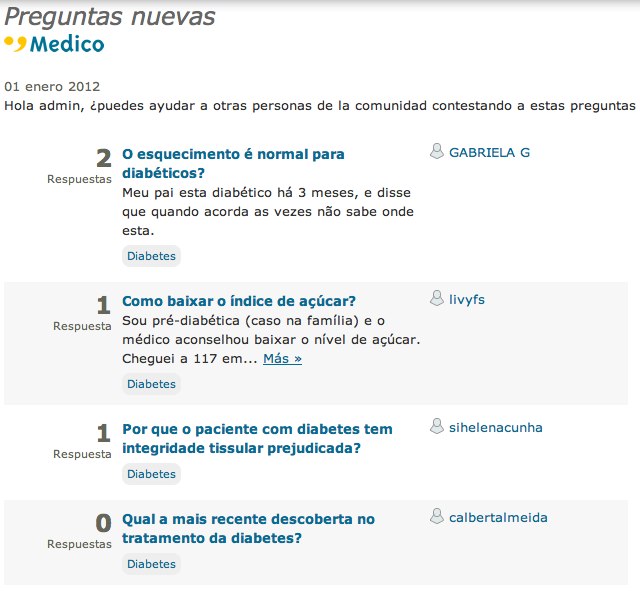 Preguntas nuevas
Medico
01 enero 2012
Hola admin, ¿puedes ayudar a otras personas de la comunidad contestando a estas preguntas
2
Respuestas
O esquecimento é normal para
diabéticos?
Meu pai esta diabético há 3 meses, e disse
que quando acorda as vezes não sabe onde
esta.
Diabetes
GABRIELA G
1
Respuesta
Como baixar o índice de açúcar?
Sou pré-diabética (caso na família) e o
médico aconselhou baixar o nível de açúcar.
Cheguei a 117 em... Más »
Diabetes
livyfs
1
Respuesta
Por que o paciente com diabetes tem
integridade tissular prejudicada?
Diabetes
sihelenacunha
0
Respuestas
Qual a mais recente descoberta no
tratamento da diabetes?
Diabetes
calbertalmeida